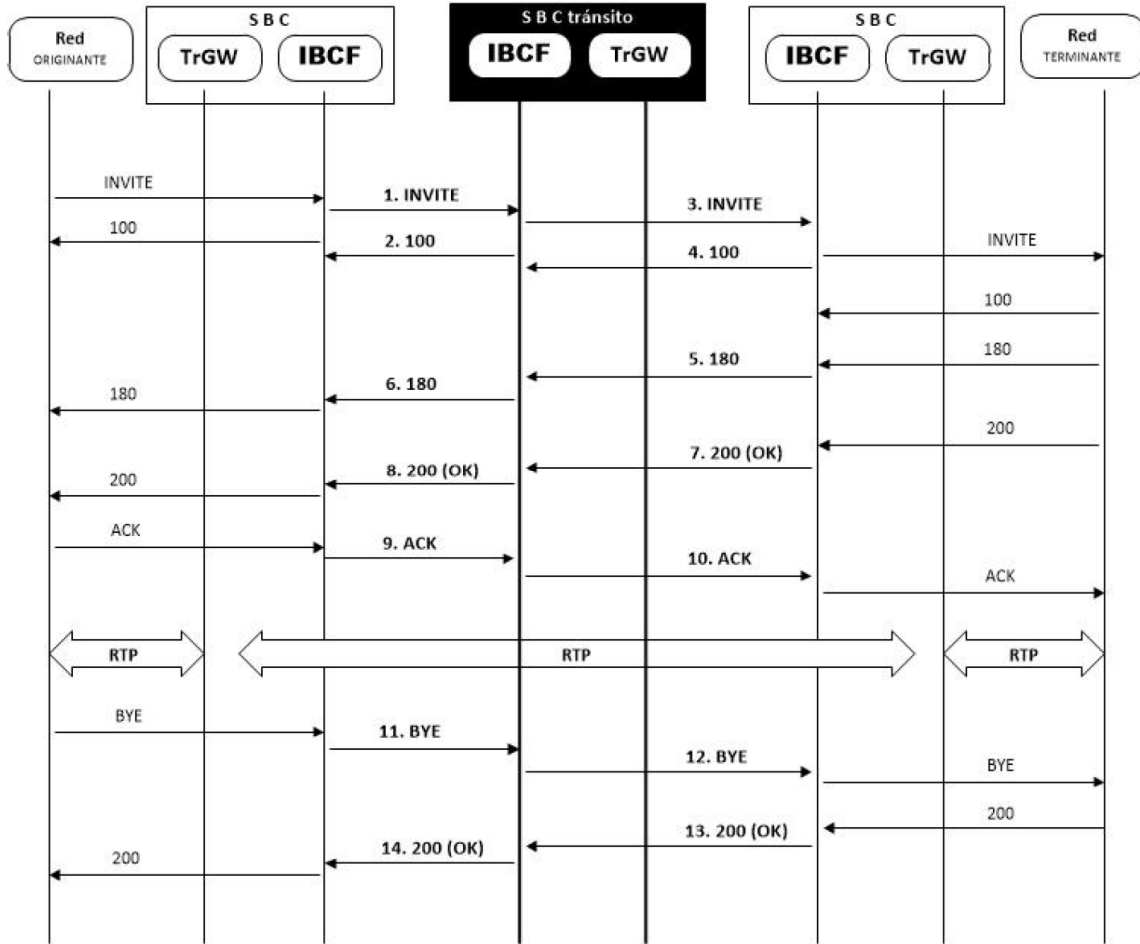 S B C
S B C tránsito
S B C
Red
ORIGINANTE
TrGW
IBCF
IBCF
TrGW
IBCF
TrGW
Red
TERMINANTE
INVITE
1. INVITE
3. INVITE
100
2. 100
4. 100
INVITE
100
5. 180
180
6. 180
180
200
7. 200 (OK)
8. 200 (OK)
200
ACK
9. ACK
10. ACK
ACK
RTP
RTP
RTP
BYE
11. BYE
12. BYE
BYE
200
13. 200 (OK)
14. 200 (OK)
200